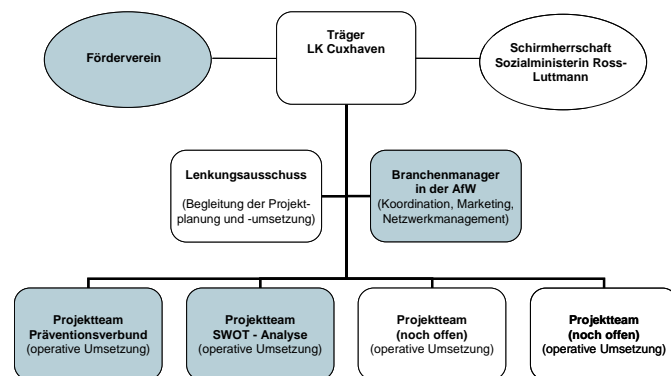 Förderverein
Träger
LK Cuxhaven
Schirmherrschaft
Sozialministerin Ross-
Luttmann
Lenkungsausschuss
(Begleitung der Projekt-
planung und -umsetzung)
Branchenmanager
in der AfW
(Koordination, Marketing,
Netzwerkmanagement)
Projektteam
Präventionsverbund
(operative Umsetzung)
Projektteam
SWOT - Analyse
(operative Umsetzung)
Projektteam
(noch offen)
(operative Umsetzung)
Projektteam
(noch offen)
(operative Umsetzung)